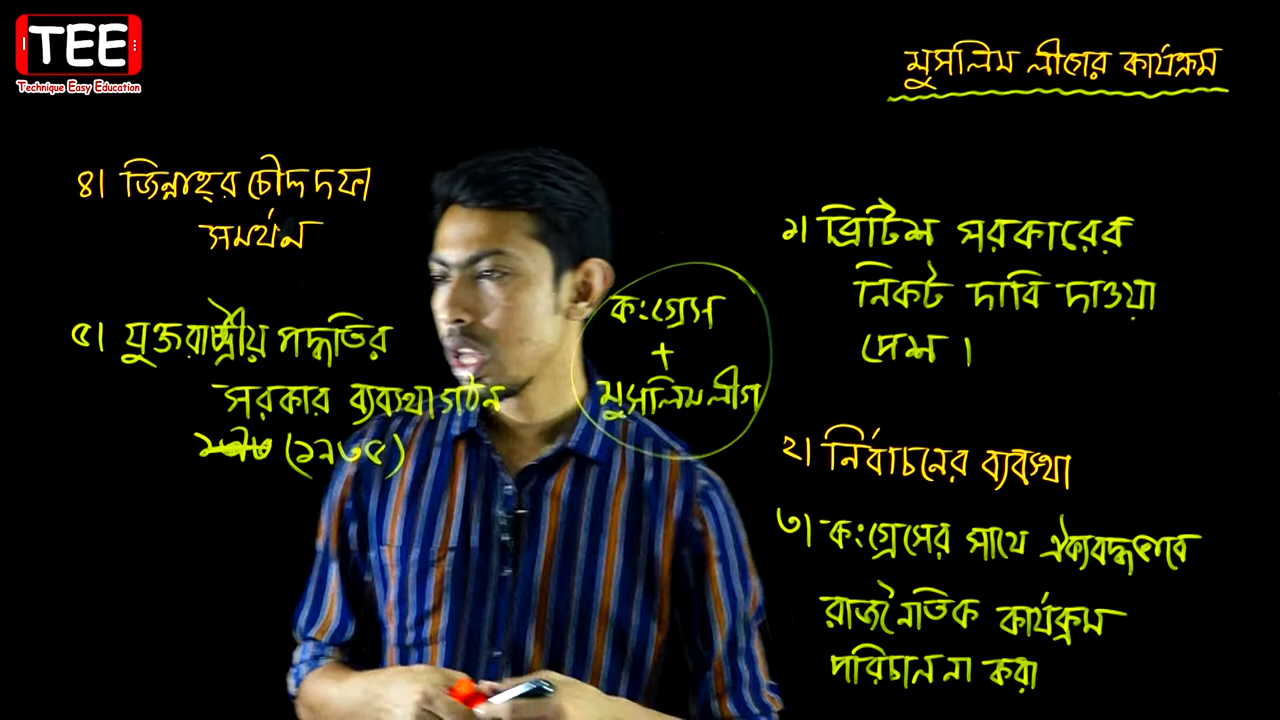 TEE
Technique Easy Education
মুসলিম লীগের কার্যক্রম
১। ব্রিটিশ সরকারের
নিকট দাবি দাওয়া
পেশ।
২। নির্বাচনের ব্যবস্থা
৩। কংগ্রেসের সাথে ঐক্যবদ্ধভাবে
রাজনৈতিক কার্যক্রম
পরিচালনা করা
কংগ্রেস
+
মুসলিম লীগ
৪। জিন্নাহ্‌র চৌদ্দ দফা
সমর্থন
৫। যুক্তরাষ্ট্রীয় পদ্ধতির
সরকার ব্যবস্থা গঠন
(১৯৩৫)